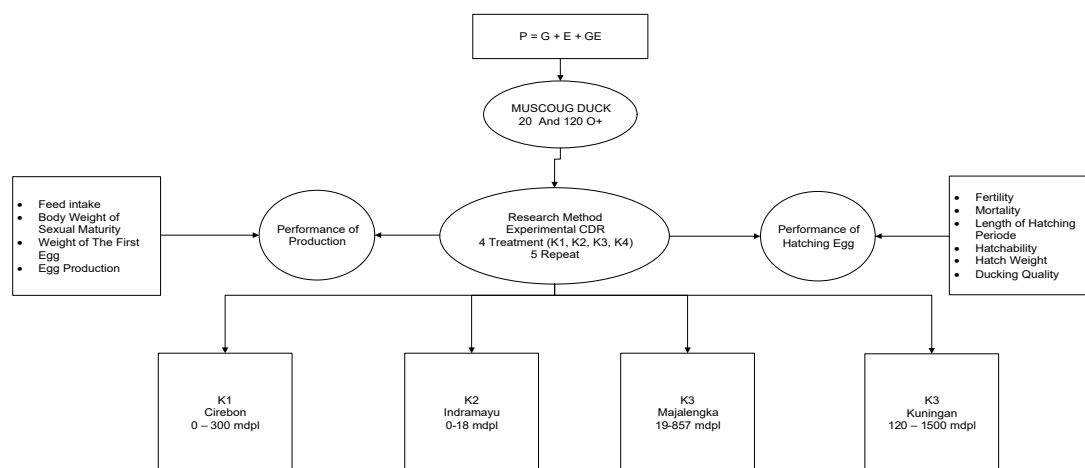 P = G + E + GE
MUSCOUG DUCK
20 And 120 O+
• Feed intake
• Body Weight of
Sexual Maturity
• Weight of The First
Egg
• Egg Production
Performance of
Production
Research Method
Experimental CDR
4 Treatment (K1, K2, K3, K4)
5 Repeat
Performance of
Hatching Egg
• Fertility
• Mortality
• Length of Hatching
Periode
• Hatchability
• Hatch Weight
• Ducking Quality
K1
Cirebon
0 – 300 mdpl
K2
Indramayu
0-18 mdpl
K3
Majalengka
19-857 mdpl
K3
Kuningan
120 – 1500 mdpl